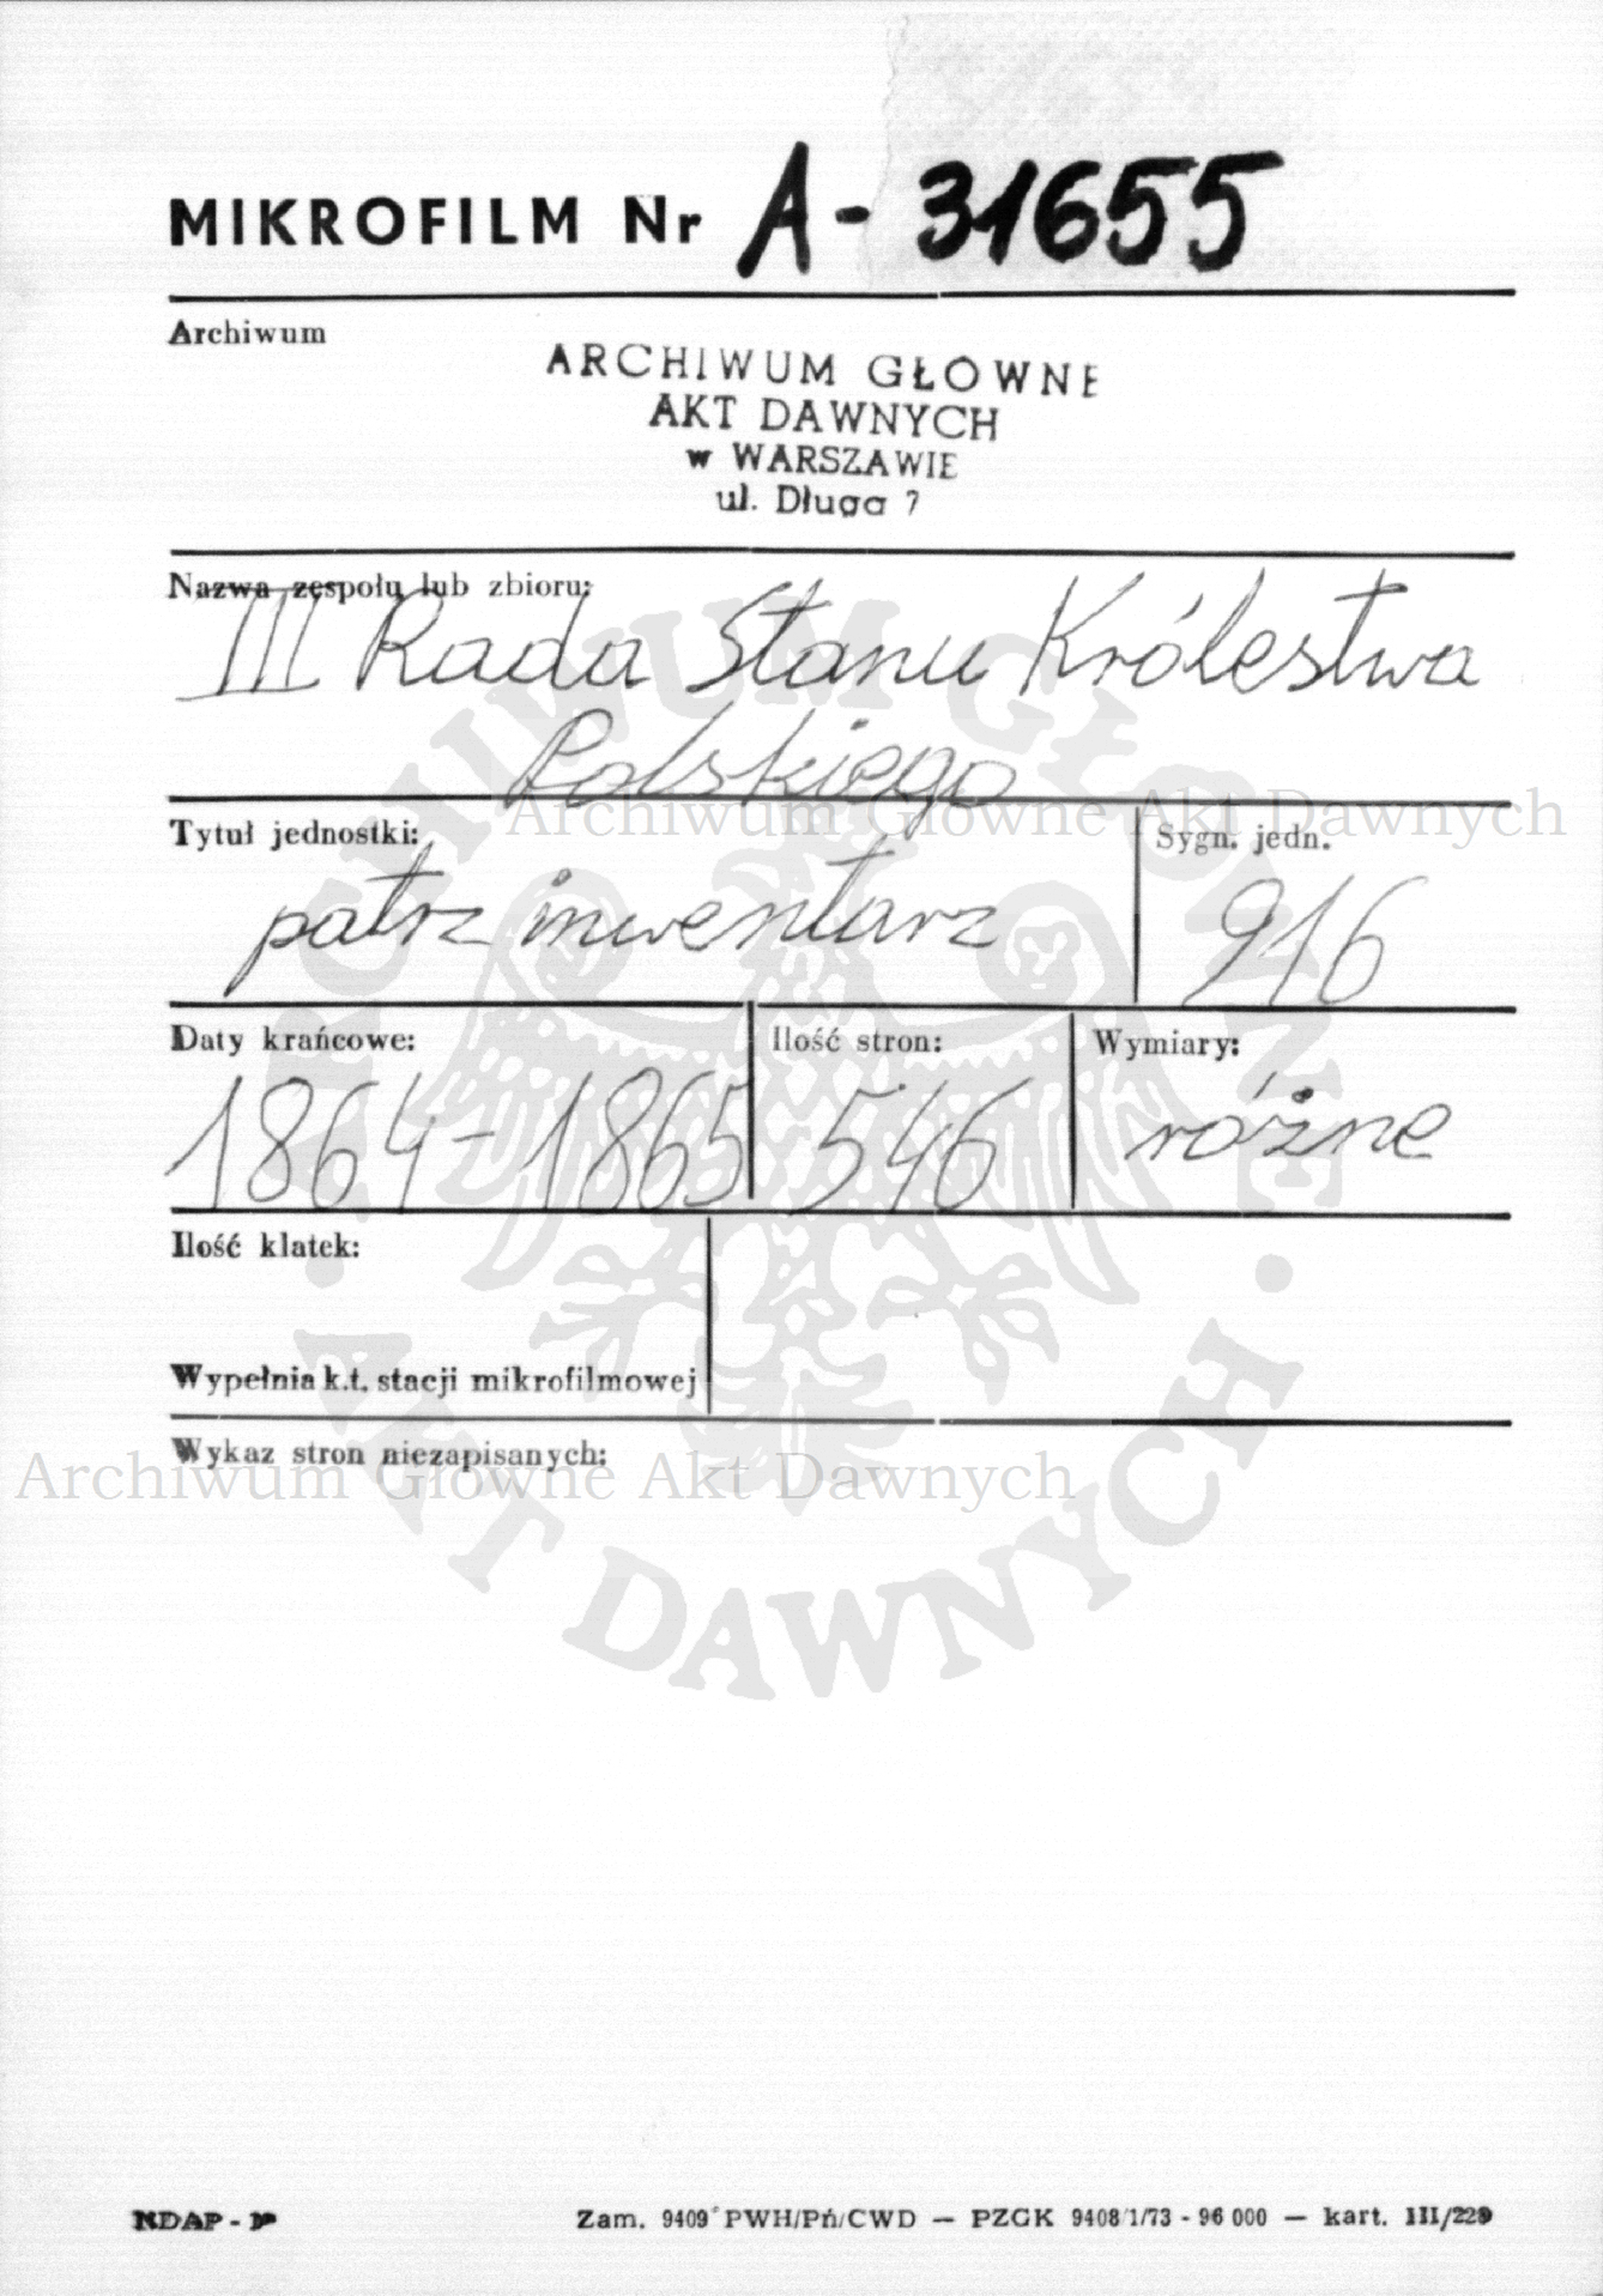 MIKROFILM Nr A-31655
Archiwum
ARCHIWUM GŁOWNE
AKT DAWNYCH
w WARSZAWIE
ul. Długa 7
Nazwa zespołu lub zbioru:
III Rada Stanu Królestwa
Polskiego
Tytuł jednostki:
patrz inwentarz
Sygn. jedn.
916
Daty krańcowe:
1864-1865
Ilość stron:
546
Wymiary:
różne
Ilość klatek:
Wypełnia k.t. stacji mikrofilmowej
Wykaz stron niezapisanych:
Archiwum Główne Akt Dawnych
Archiwum Główne Akt Dawnych
ARCHIWUM GŁÓWNE
· AKT DAWNYCH ·
NDAP -
Zam. 9409 PWH/Pń/CWD — PZGK 9408/1/73 - 96 000 — kart. III/229